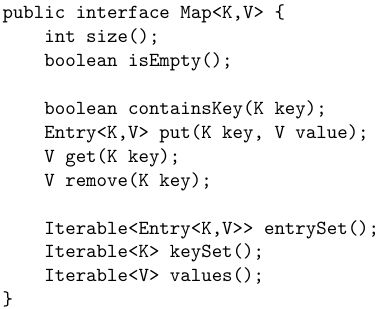 public interface Map<K,V> {
    int size();
    boolean isEmpty();

    boolean containsKey(K key);
    Entry<K,V> put(K key, V value);
    V get(K key);
    V remove(K key);

    Iterable<Entry<K,V>> entrySet();
    Iterable<K> keySet();
    Iterable<V> values();
}